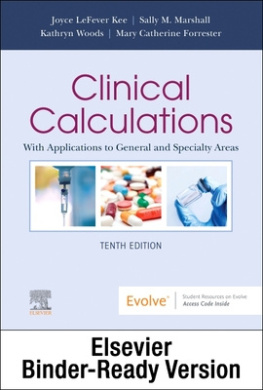 Joyce LeFever Kee | Sally M. Marshall
Kathryn Woods | Mary Catherine Forrester
Clinical
Calculations
With Applications to General and Specialty Areas
TENTH EDITION
ELSEVIER
Evolve
Student Resources on Evolve
Access Code Inside
Elsevier
Binder-Ready Version